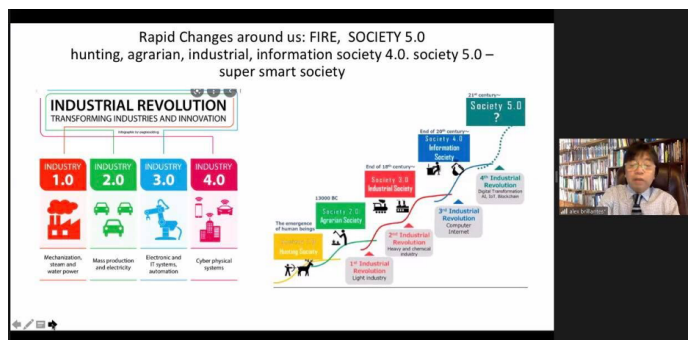 Rapid Changes around us: FIRE, SOCIETY 5.0
hunting, agrarian, industrial, information society 4.0. society 5.0 –
super smart society
INDUSTRIAL REVOLUTION
TRANSFORMING INDUSTRIES AND INNOVATION
INDUSTRY
1.0
Mechanization,
steam and
water power
INDUSTRY
2.0
Mass production
and electricity
INDUSTRY
3.0
Electronic and
IT systems,
automation
INDUSTRY
4.0
Cyber physical
systems
The emergence
of human beings
Hunting Society
13000 BC
Society 2.0
Agrarian Society
End of 18th century~
Society 3.0
Industrial Society
End of 20th century~
Society 4.0
Information
Society
21st century~
Society 5.0
?
1st Industrial
Revolution
Light industry
2nd Industrial
Revolution
Heavy and chemical
industry
3rd Industrial
Revolution
Computer
Internet
4th Industrial
Revolution
Digital Transformation
AI, IoT, Blockchain
alex brillantes